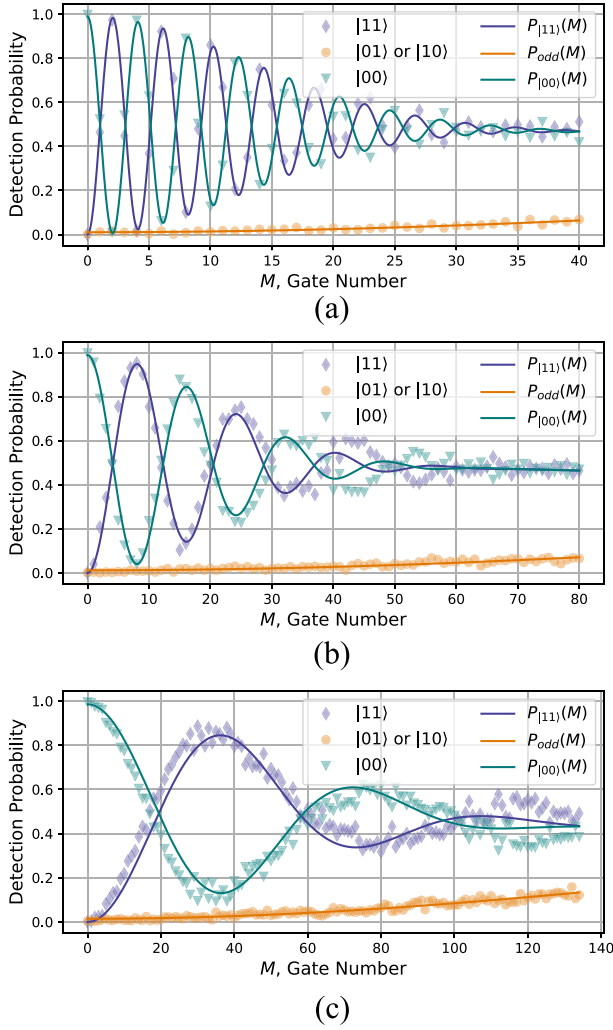 Detection Probability
1.0
0.8
0.6
0.4
0.2
0.0
0 5 10 15 20 25 30 35 40
M, Gate Number
|11⟩
|01⟩ or |10⟩
|00⟩
P|11⟩(M)
Podd(M)
P|00⟩(M)
(a)
Detection Probability
1.0
0.8
0.6
0.4
0.2
0.0
0 10 20 30 40 50 60 70 80
M, Gate Number
|11⟩
|01⟩ or |10⟩
|00⟩
P|11⟩(M)
Podd(M)
P|00⟩(M)
(b)
Detection Probability
1.0
0.8
0.6
0.4
0.2
0.0
0 20 40 60 80 100 120 140
M, Gate Number
|11⟩
|01⟩ or |10⟩
|00⟩
P|11⟩(M)
Podd(M)
P|00⟩(M)
(c)